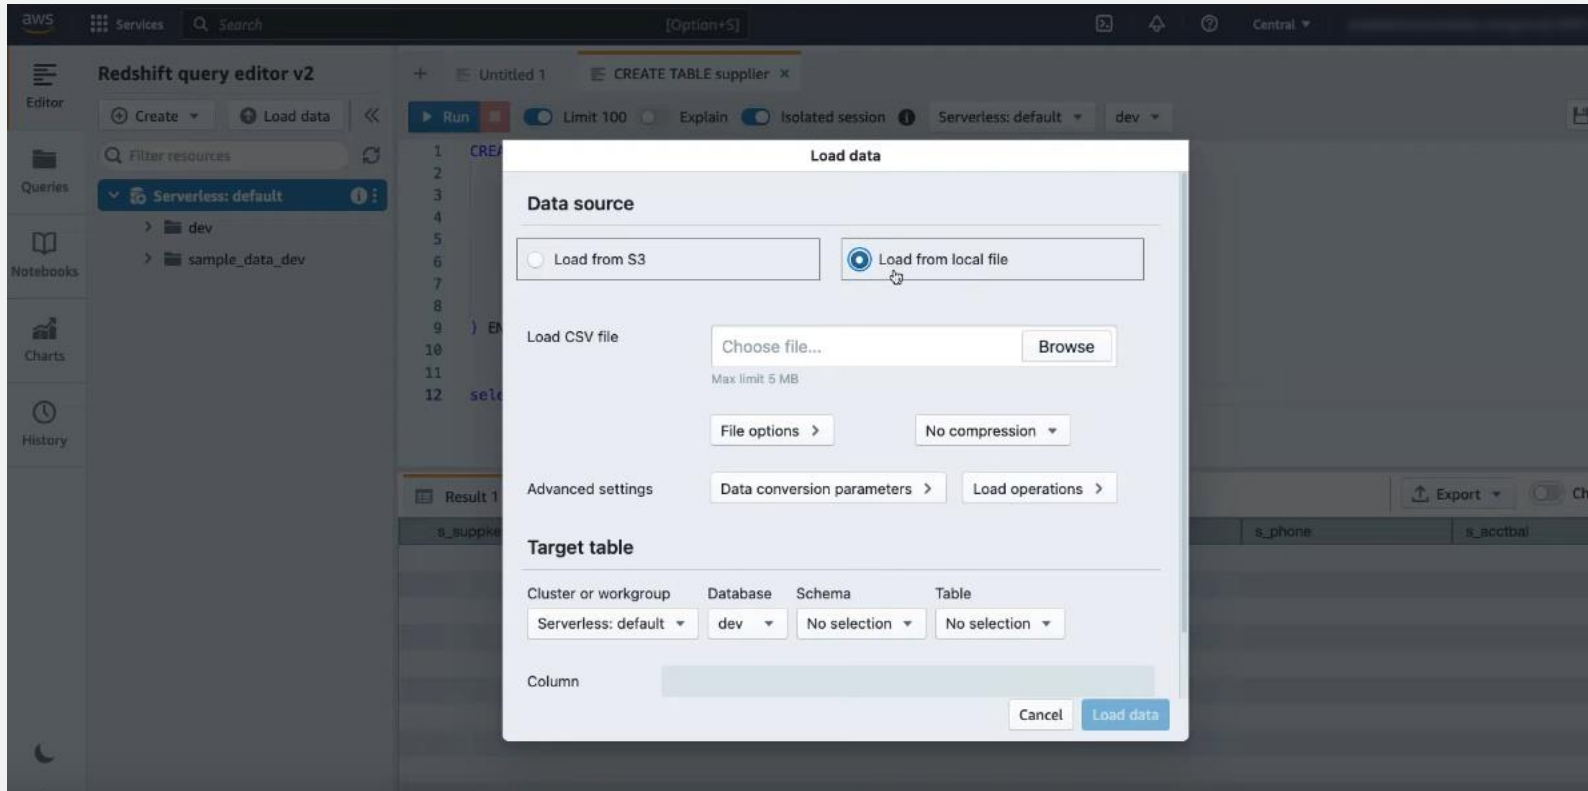 aws Services Search [Option+S] Central
Editor
Queries
Notebooks
Charts
History
Redshift query editor v2
Create Load data
Filter resources
Serverless: default
dev
sample_data_dev
+ Untitled 1 CREATE TABLE supplier ×
Run Limit 100 Explain Isolated session Serverless: default dev
1 CREA
2
3
4
5
6
7
8
9 ) EN
10
11
12 sele
Result 1 Export Ch
s_suppke s_phone s_acctbal
Load data
Data source
Load from S3 Load from local file
Load CSV file Choose file... Browse
Max limit 5 MB
File options > No compression
Advanced settings Data conversion parameters > Load operations >
Target table
Cluster or workgroup Database Schema Table
Serverless: default dev No selection No selection
Column
Cancel Load data